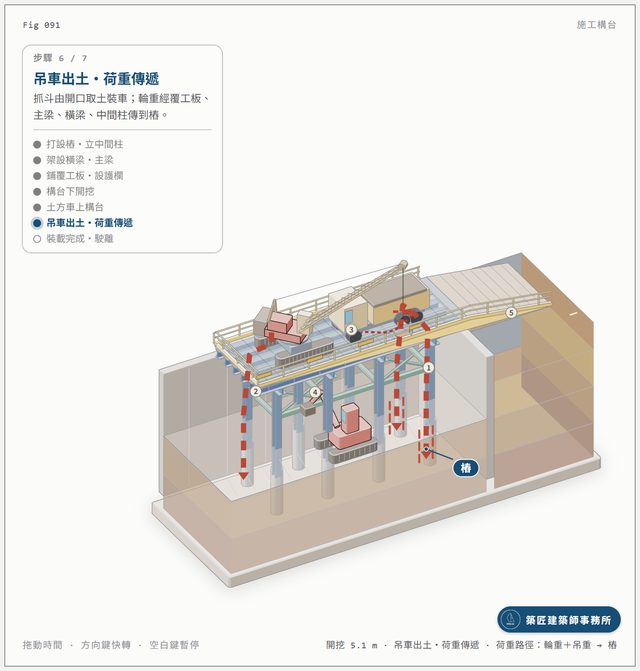 Fig 091
施工構台
步驟 6 / 7
吊車出土・荷重傳遞
抓斗由開口取土裝車；輪重經覆工板、
主梁、橫梁、中間柱傳到樁。
打設樁・立中間柱
架設橫梁・主梁
鋪覆工板・設護欄
構台下開挖
土方車上構台
吊車出土・荷重傳遞
裝載完成・駛離
3
5
1
2
4
樁
築匠建築師事務所
拖動時間 · 方向鍵快轉 · 空白鍵暫停
開挖 5.1 m · 吊車出土・荷重傳遞 · 荷重路徑：輪重＋吊重 → 樁